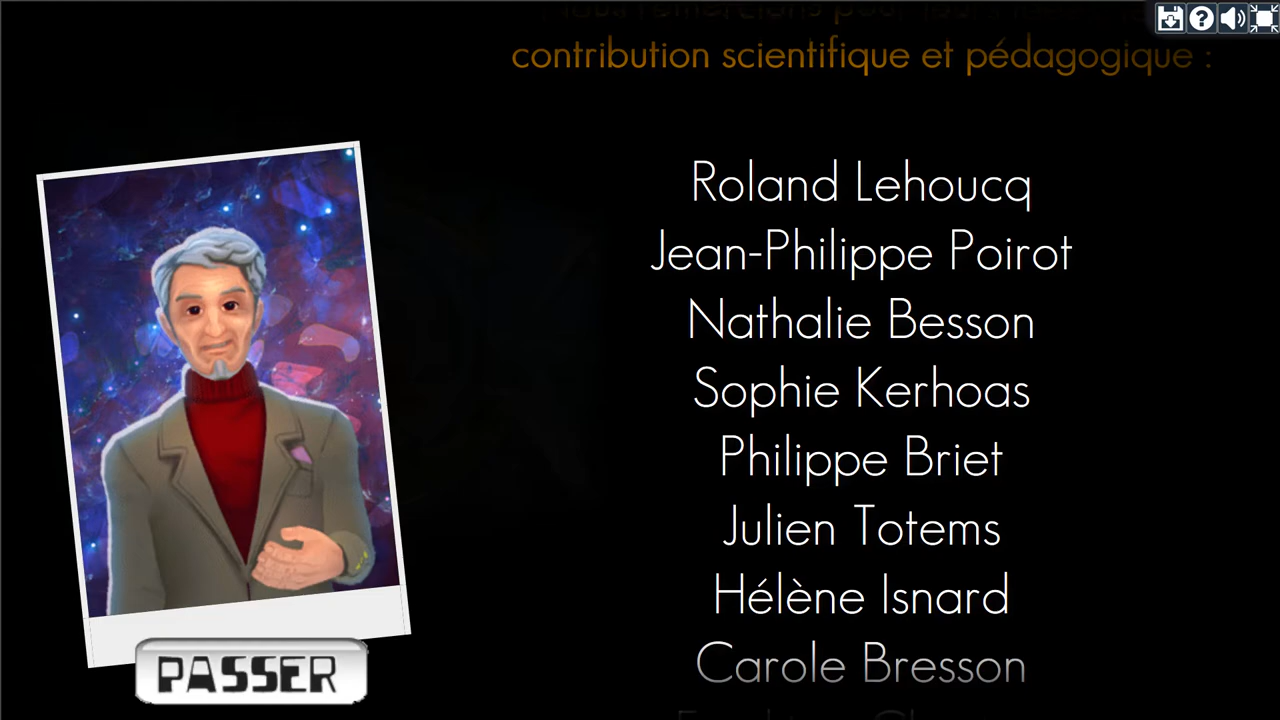 contribution scientifique et pédagogique :
Roland Lehoucq
Jean-Philippe Poirot
Nathalie Besson
Sophie Kerhoas
Philippe Briet
Julien Totems
Hélène Isnard
Carole Bresson
PASSER